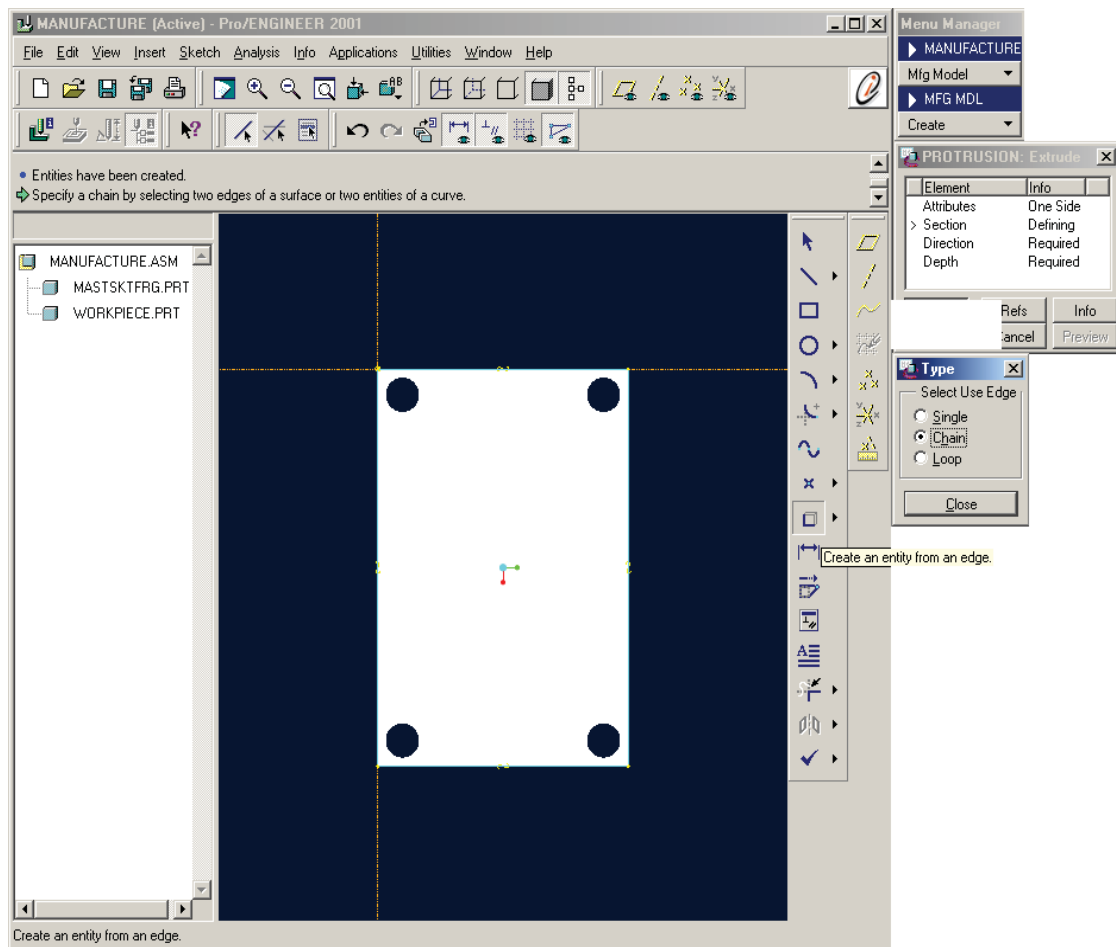 MANUFACTURE (Active) - Pro/ENGINEER 2001
File Edit View Insert Sketch Analysis Info Applications Utilities Window Help
Entities have been created.
Specify a chain by selecting two edges of a surface or two entities of a curve.
MANUFACTURE.ASM
MASTSKTFRG.PRT
WORKPIECE.PRT
Create an entity from an edge.
Menu Manager
MANUFACTURE
Mfg Model
MFG MDL
Create
PROTRUSION: Extrude
Element Info
Attributes One Side
> Section Defining
Direction Required
Depth Required
Refs Info
ancel Preview
Type
Select Use Edge
Single
Chain
Loop
Close
Create an entity from an edge.